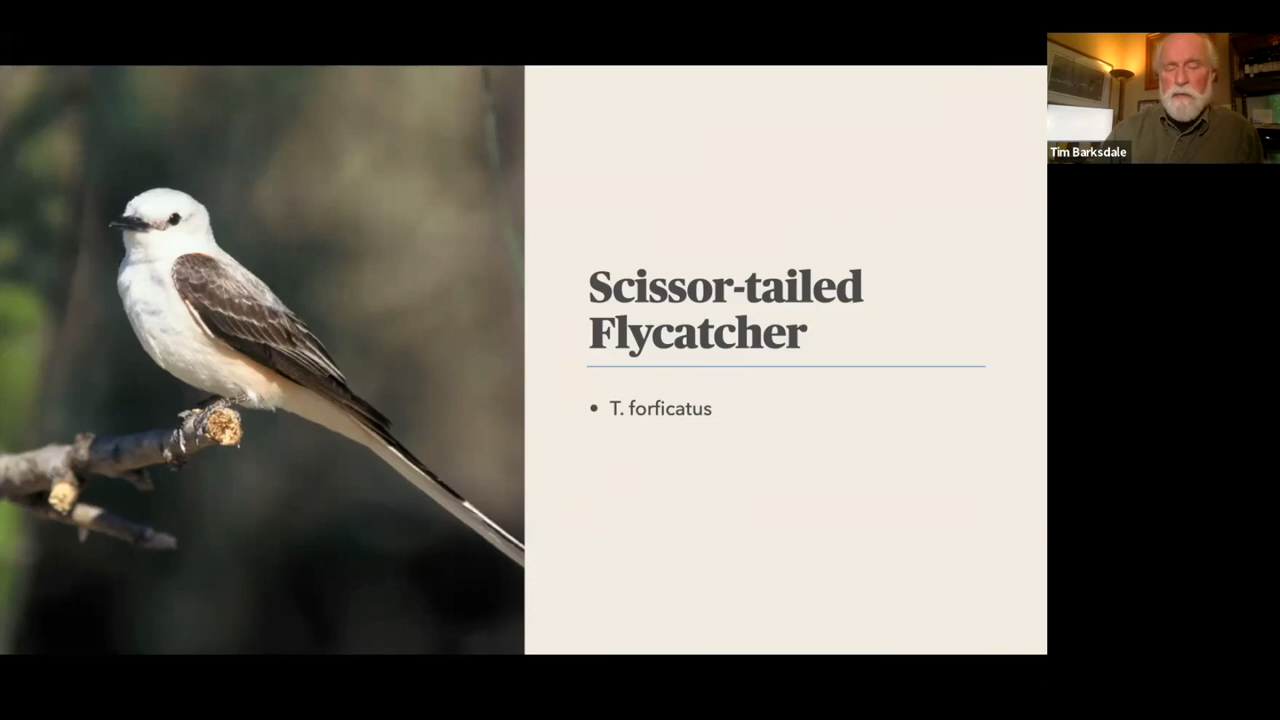 Scissor-tailed
Flycatcher
• T. forficatus
Tim Barksdale